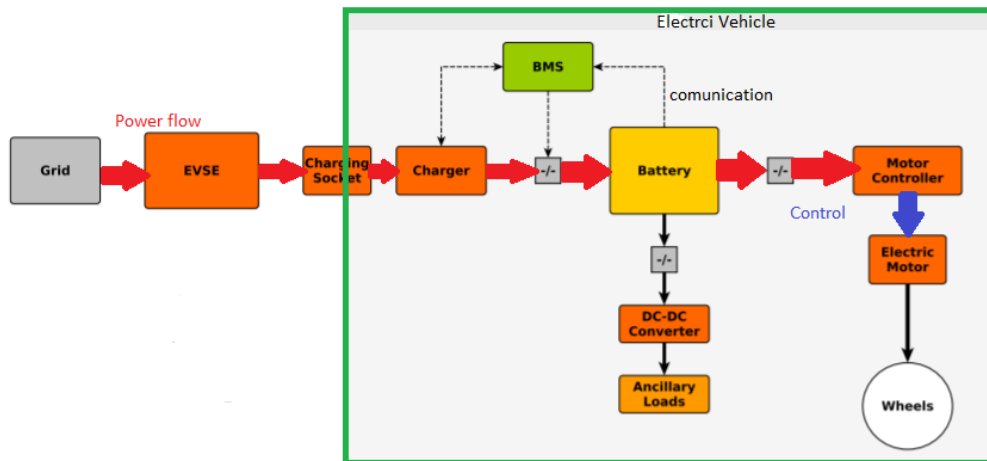 Electrci Vehicle
BMS
comunication
Power flow
Grid
EVSE
Charging
Socket
Charger
-/-
Battery
-/-
Motor
Controller
Control
Electric
Motor
-/-
DC-DC
Converter
Ancillary
Loads
Wheels